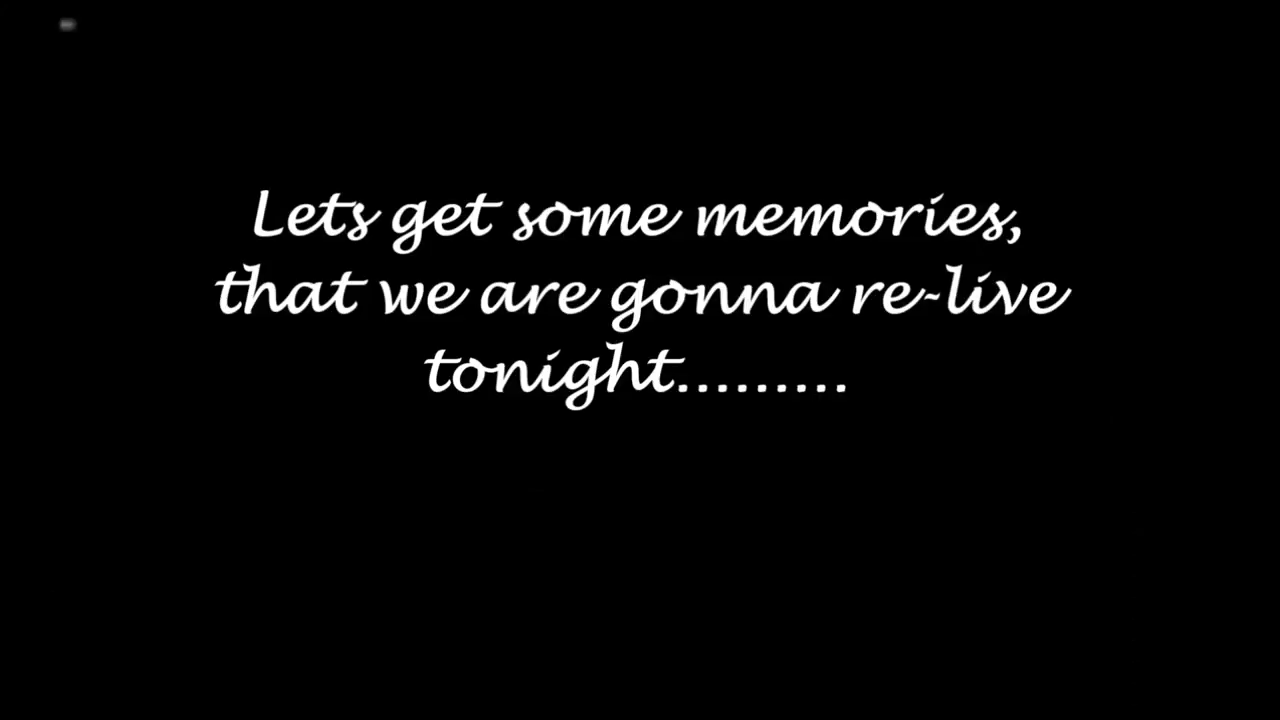 Lets get some memories,
that we are gonna re-live
tonight.........